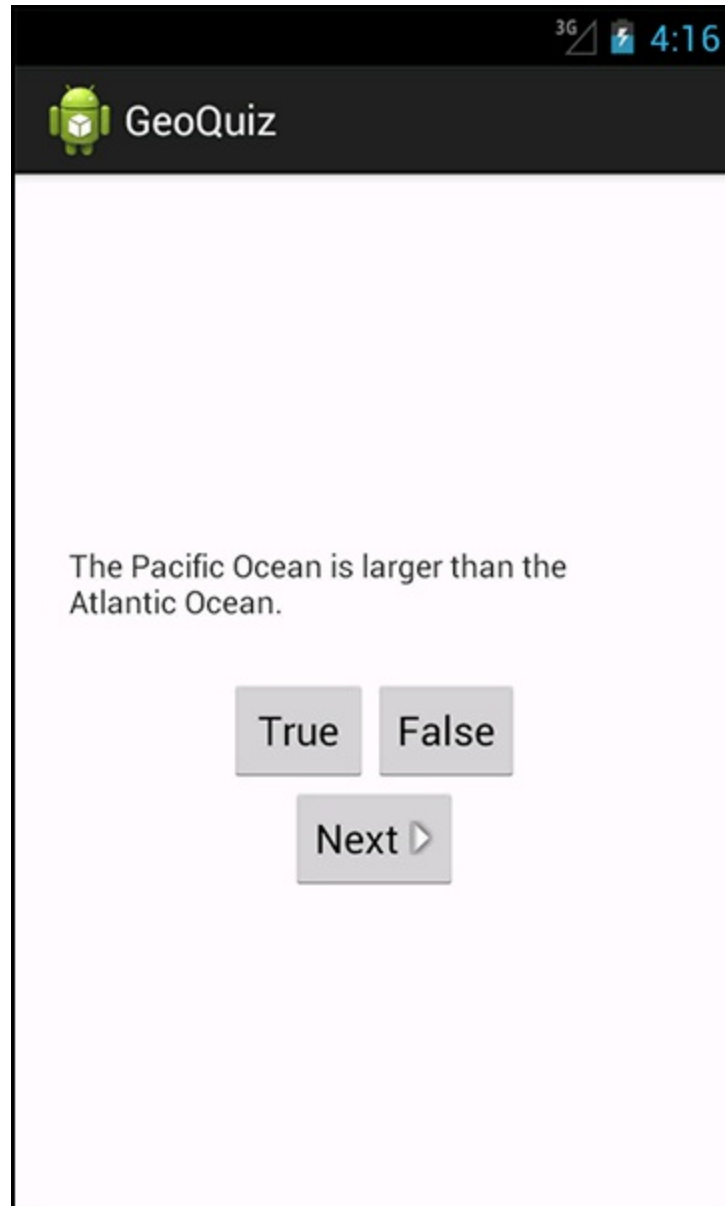 3G 4:16
GeoQuiz
The Pacific Ocean is larger than the
Atlantic Ocean.
True False
Next